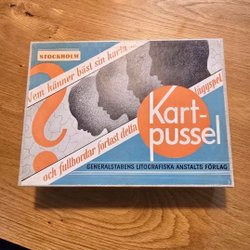 STOCKHOLM
Vem känner bäst sin karta...
och fullbordar fortast detta
läggspel
Kart-
pussel
GENERALSTABENS LITOGRAFISKA ANSTALTS FÖRLAG